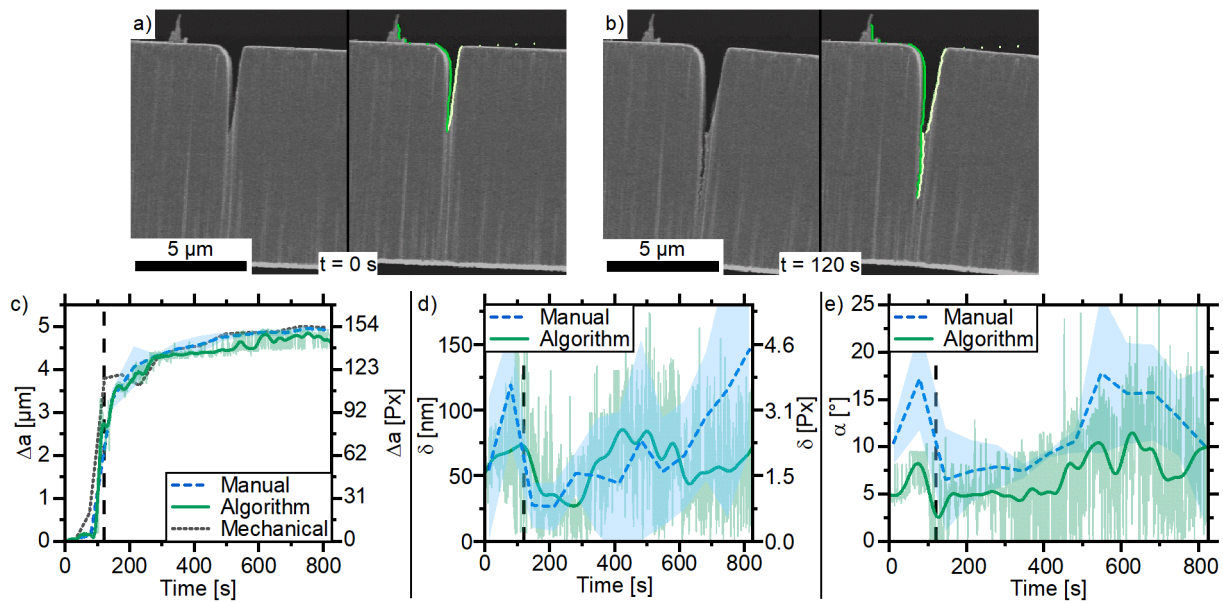 a)
b)
5 µm
t = 0 s
5 µm
t = 120 s
c)
5
4
3
2
1
0
Δa [µm]
154
123
92
62
31
0
Δa [Px]
Manual
Algorithm
Mechanical
0 200 400 600 800
Time [s]
d)
150
100
50
0
δ [nm]
4.6
3.1
1.5
0.0
δ [Px]
Manual
Algorithm
0 200 400 600 800
Time [s]
e)
25
20
15
10
5
0
α [°]
Manual
Algorithm
0 200 400 600 800
Time [s]